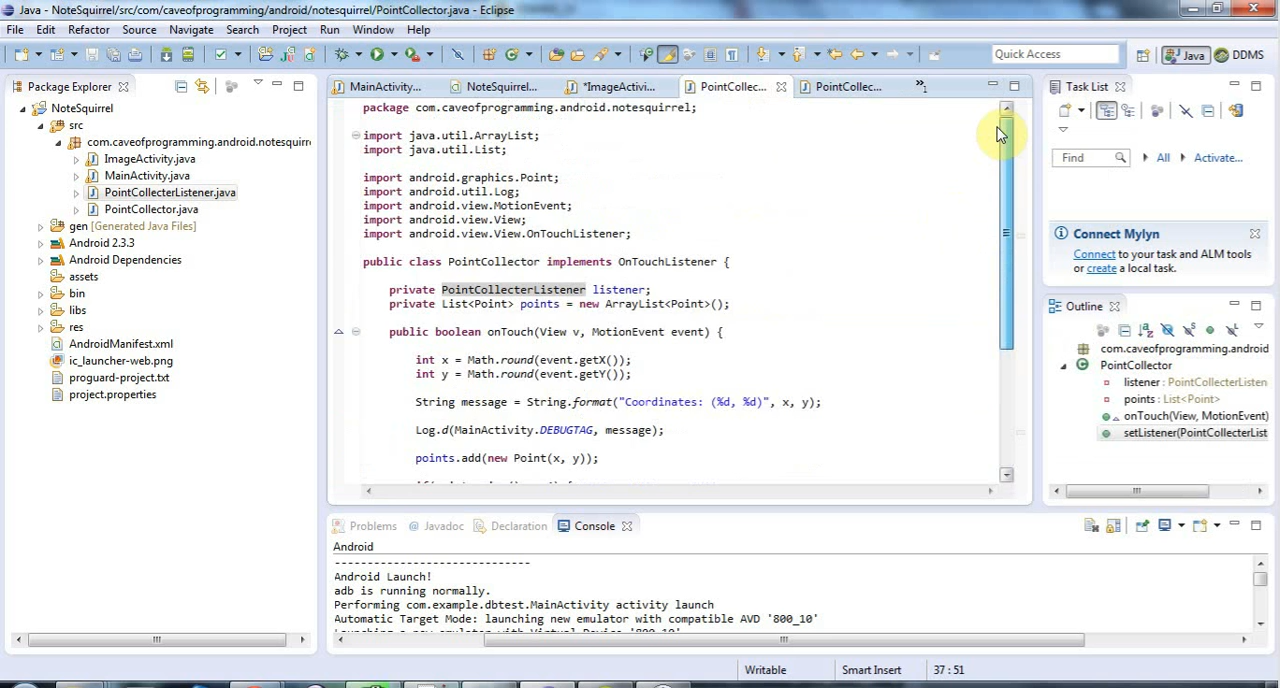 Java - NoteSquirrel/src/com/caveofprogramming/android/notesquirrel/PointCollector.java - Eclipse
File Edit Refactor Source Navigate Search Project Run Window Help
Quick Access
Java
DDMS
Package Explorer
NoteSquirrel
src
com.caveofprogramming.android.notesquirre
ImageActivity.java
MainActivity.java
PointCollecterListener.java
PointCollector.java
gen [Generated Java Files]
Android 2.3.3
Android Dependencies
assets
bin
libs
res
AndroidManifest.xml
ic_launcher-web.png
proguard-project.txt
project.properties
MainActivity... NoteSquirrel... *ImageActivi... PointCollec... PointCollec... »1
package com.caveofprogramming.android.notesquirrel;
import java.util.ArrayList;
import java.util.List;
import android.graphics.Point;
import android.util.Log;
import android.view.MotionEvent;
import android.view.View;
import android.view.View.OnTouchListener;
public class PointCollector implements OnTouchListener {
private PointCollecterListener listener;
private List<Point> points = new ArrayList<Point>();
public boolean onTouch(View v, MotionEvent event) {
int x = Math.round(event.getX());
int y = Math.round(event.getY());
String message = String.format("Coordinates: (%d, %d)", x, y);
Log.d(MainActivity.DEBUGTAG, message);
points.add(new Point(x, y));
Task List
Find All Activate...
Connect Mylyn
Connect to your task and ALM tools
or create a local task.
Outline
com.caveofprogramming.android
PointCollector
listener : PointCollecterListen
points : List<Point>
onTouch(View, MotionEvent)
setListener(PointCollecterList
Problems @ Javadoc Declaration Console
Android
------------------------------
Android Launch!
adb is running normally.
Performing com.example.dbtest.MainActivity activity launch
Automatic Target Mode: launching new emulator with compatible AVD '800_10'
Launching a new emulator with Virtual Device '800_10'
Writable Smart Insert 37 : 51